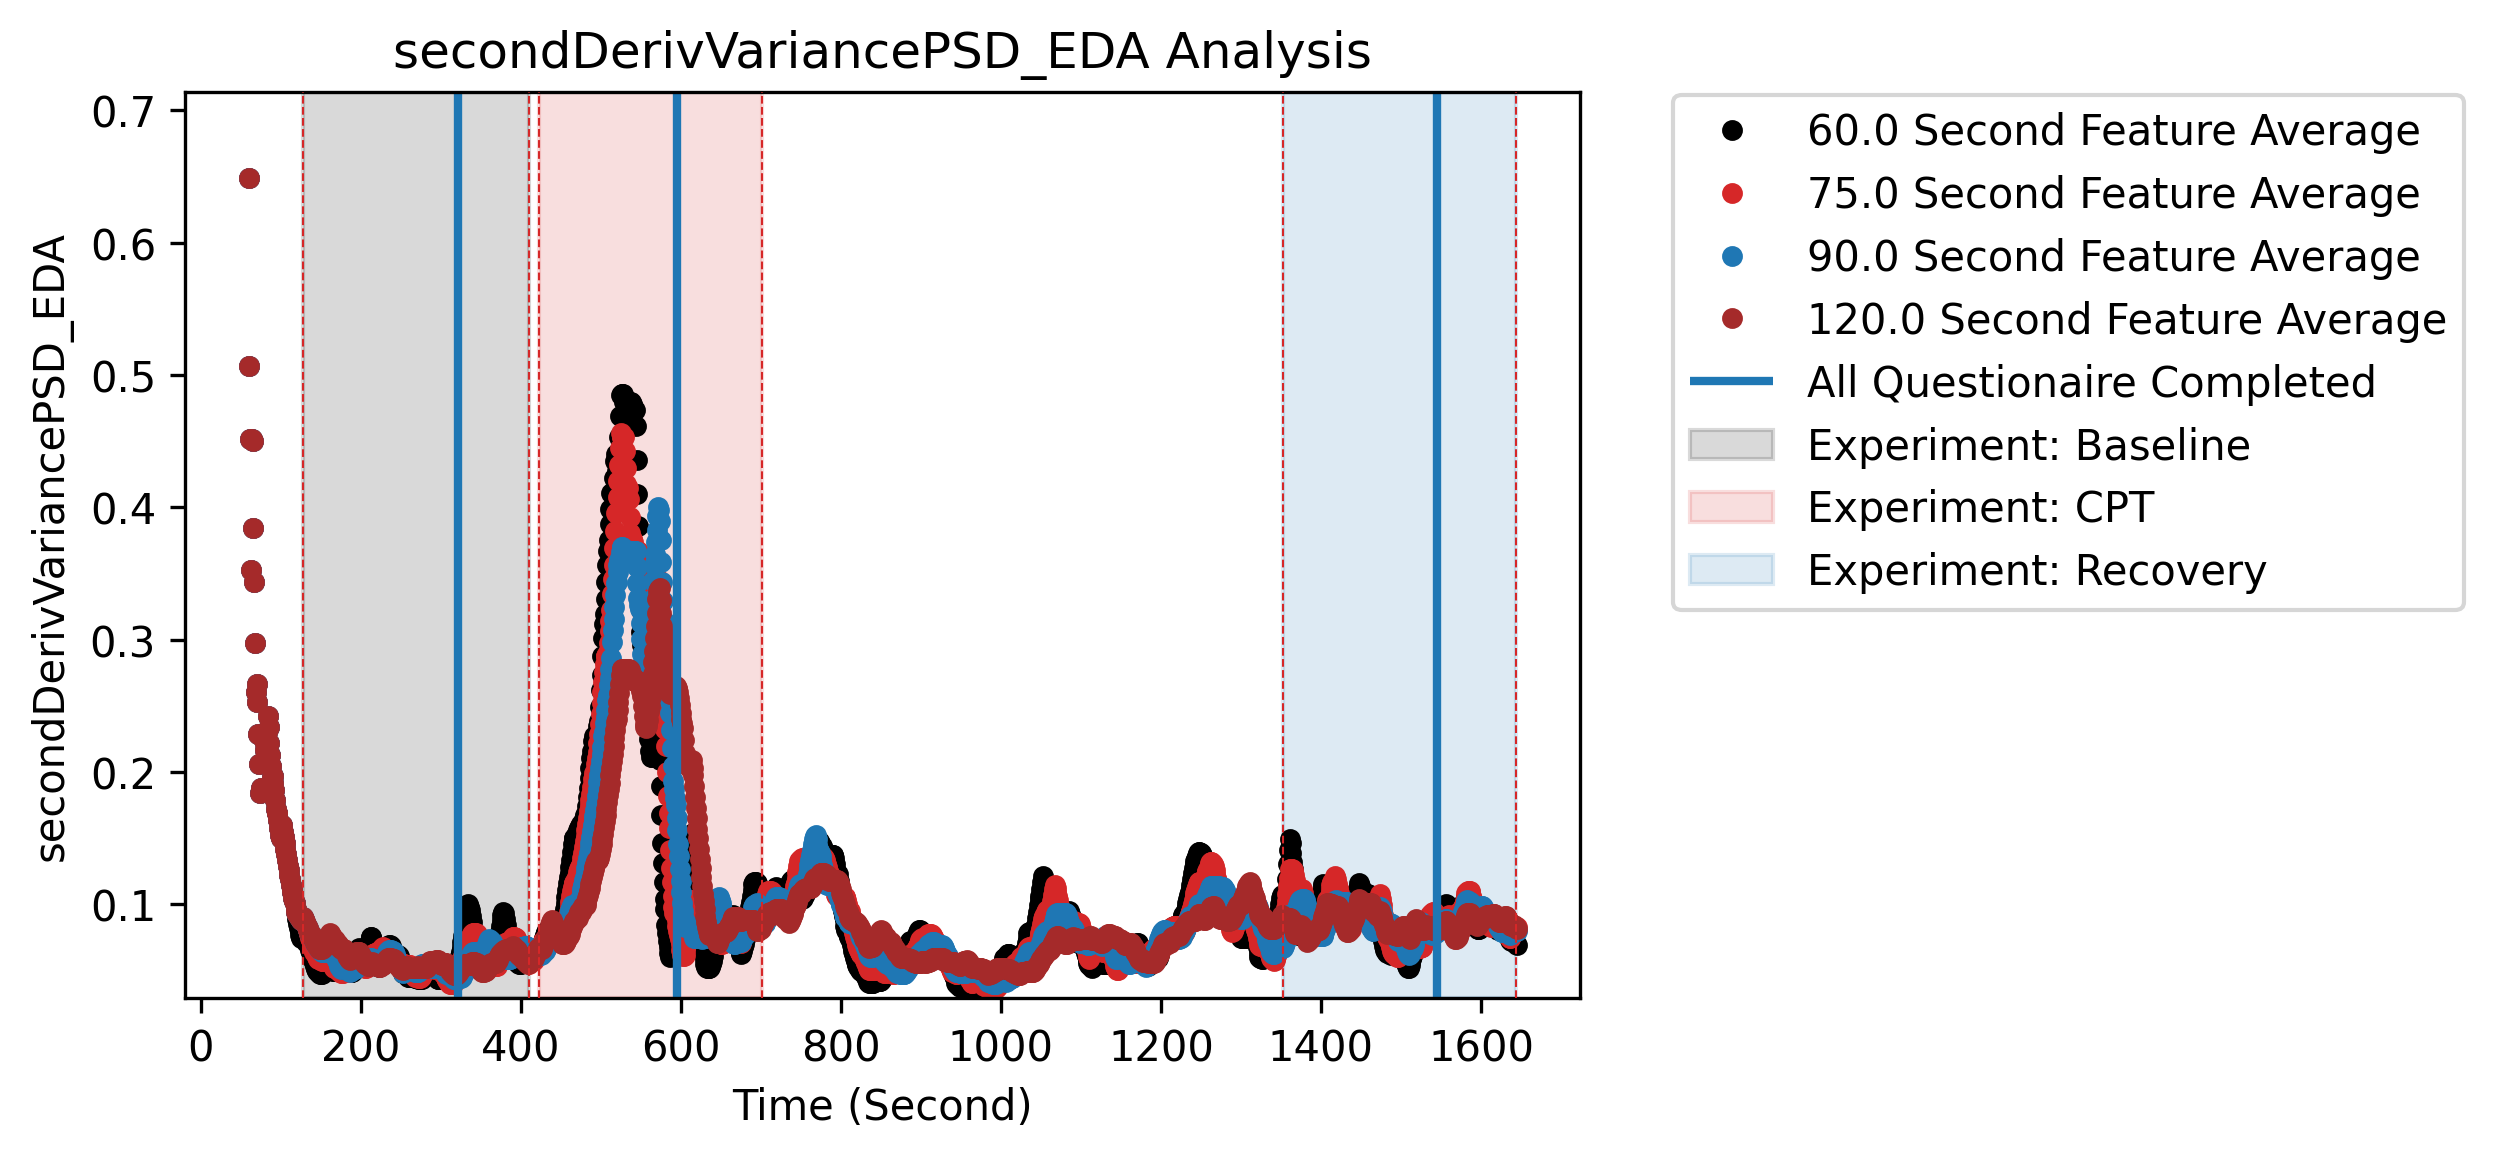 secondDerivVariancePSD_EDA Analysis
secondDerivVariancePSD_EDA
0.7
0.6
0.5
0.4
0.3
0.2
0.1
0 200 400 600 800 1000 1200 1400 1600
Time (Second)
60.0 Second Feature Average
75.0 Second Feature Average
90.0 Second Feature Average
120.0 Second Feature Average
All Questionaire Completed
Experiment: Baseline
Experiment: CPT
Experiment: Recovery